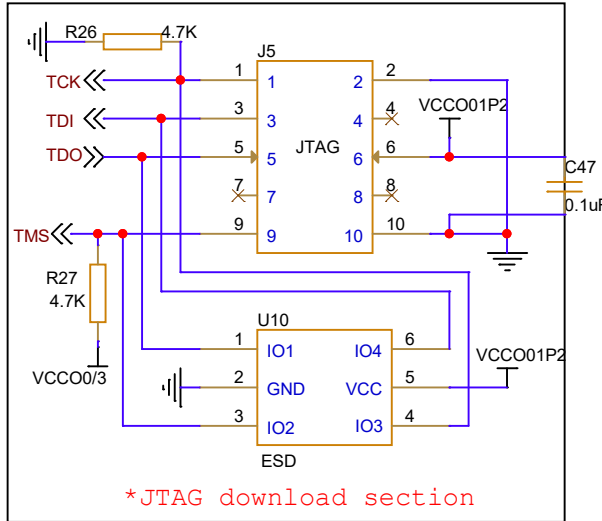 R26
4.7K
J5
TCK
1
1
2
2
TDI
3
3
4
4
VCCO01P2
TDO
5
5
JTAG
6
6
7
7
8
8
C47
0.1uF
TMS
9
9
10
10
R27
4.7K
VCCO0/3
U10
1
IO1
IO4
6
2
GND
VCC
5
VCCO01P2
3
IO2
IO3
4
ESD
*JTAG download section